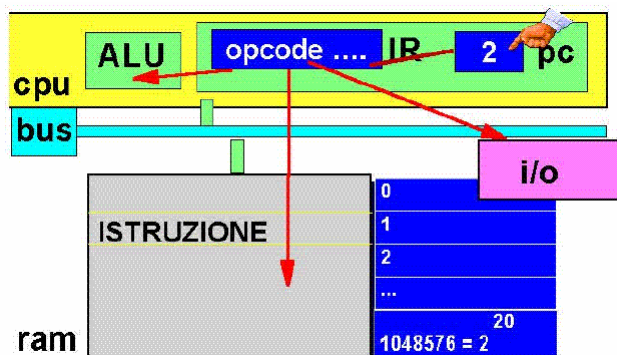 ALU
opcode ....
IR
2
pc
cpu
bus
i/o
0
ISTRUZIONE
1
2
...
20
ram
1048576 = 2